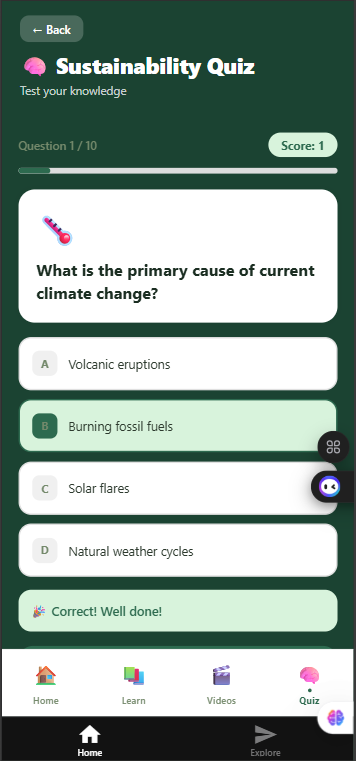 ← Back
Sustainability Quiz
Test your knowledge
Question 1 / 10
Score: 1
What is the primary cause of current
climate change?
A Volcanic eruptions
B Burning fossil fuels
C Solar flares
D Natural weather cycles
Correct! Well done!
Home Learn Videos Quiz
Home Explore